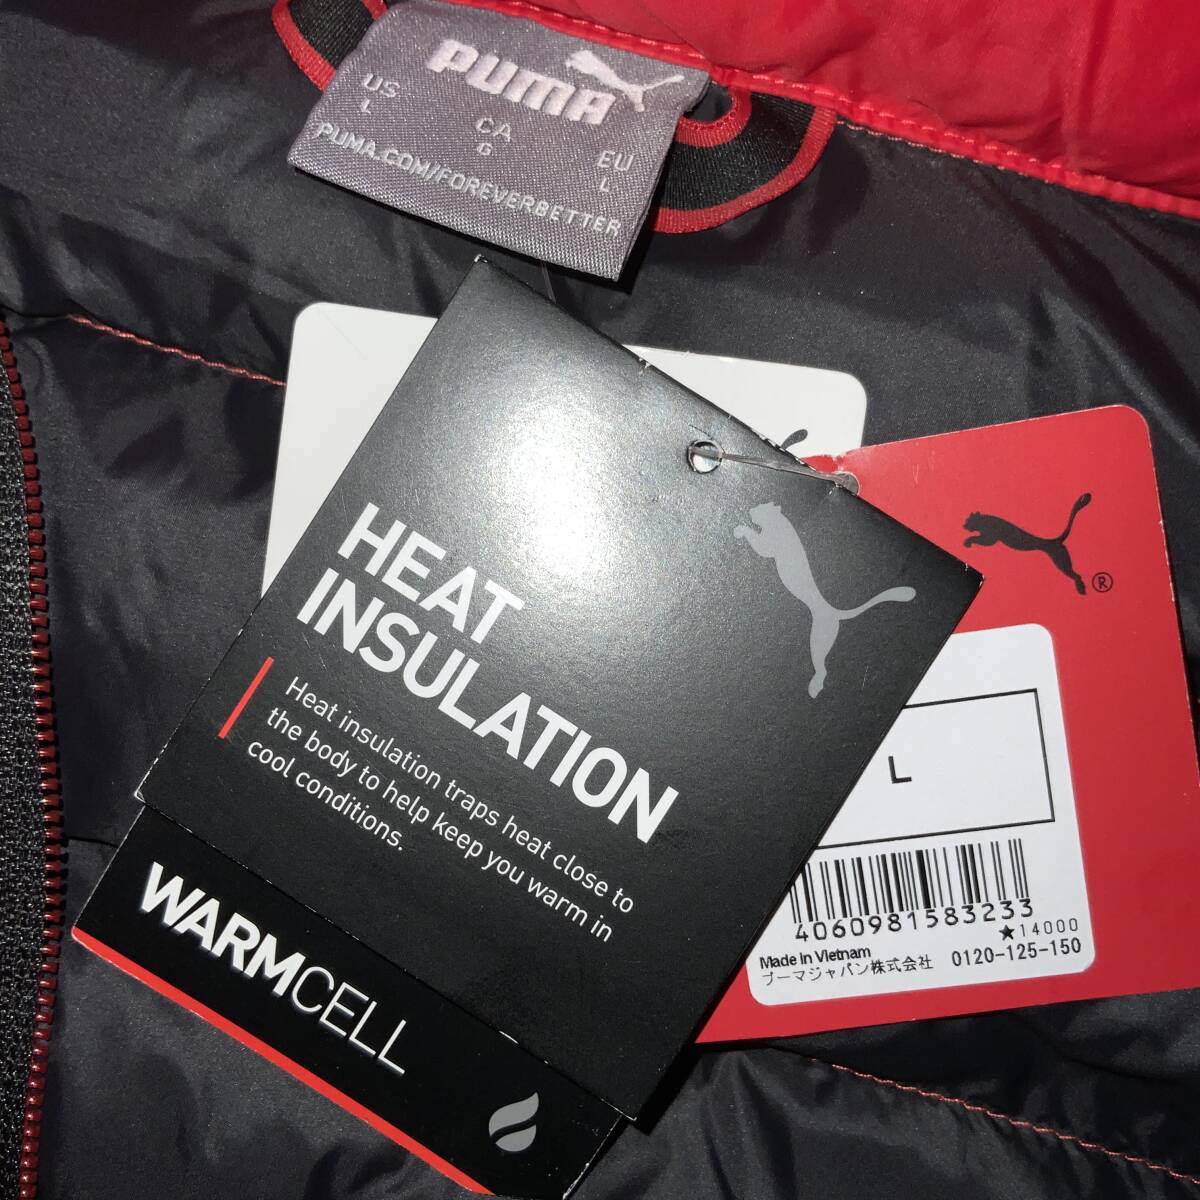 PUMA
US CA EU
L G L
PUMA.COM/FOREVERBETTER
HEAT
INSULATION
Heat insulation traps heat close to
the body to help keep you warm in
cool conditions.
WARMCELL
®
L
4060981583233
★14000
Made in Vietnam
プーマジャパン株式会社 0120-125-150